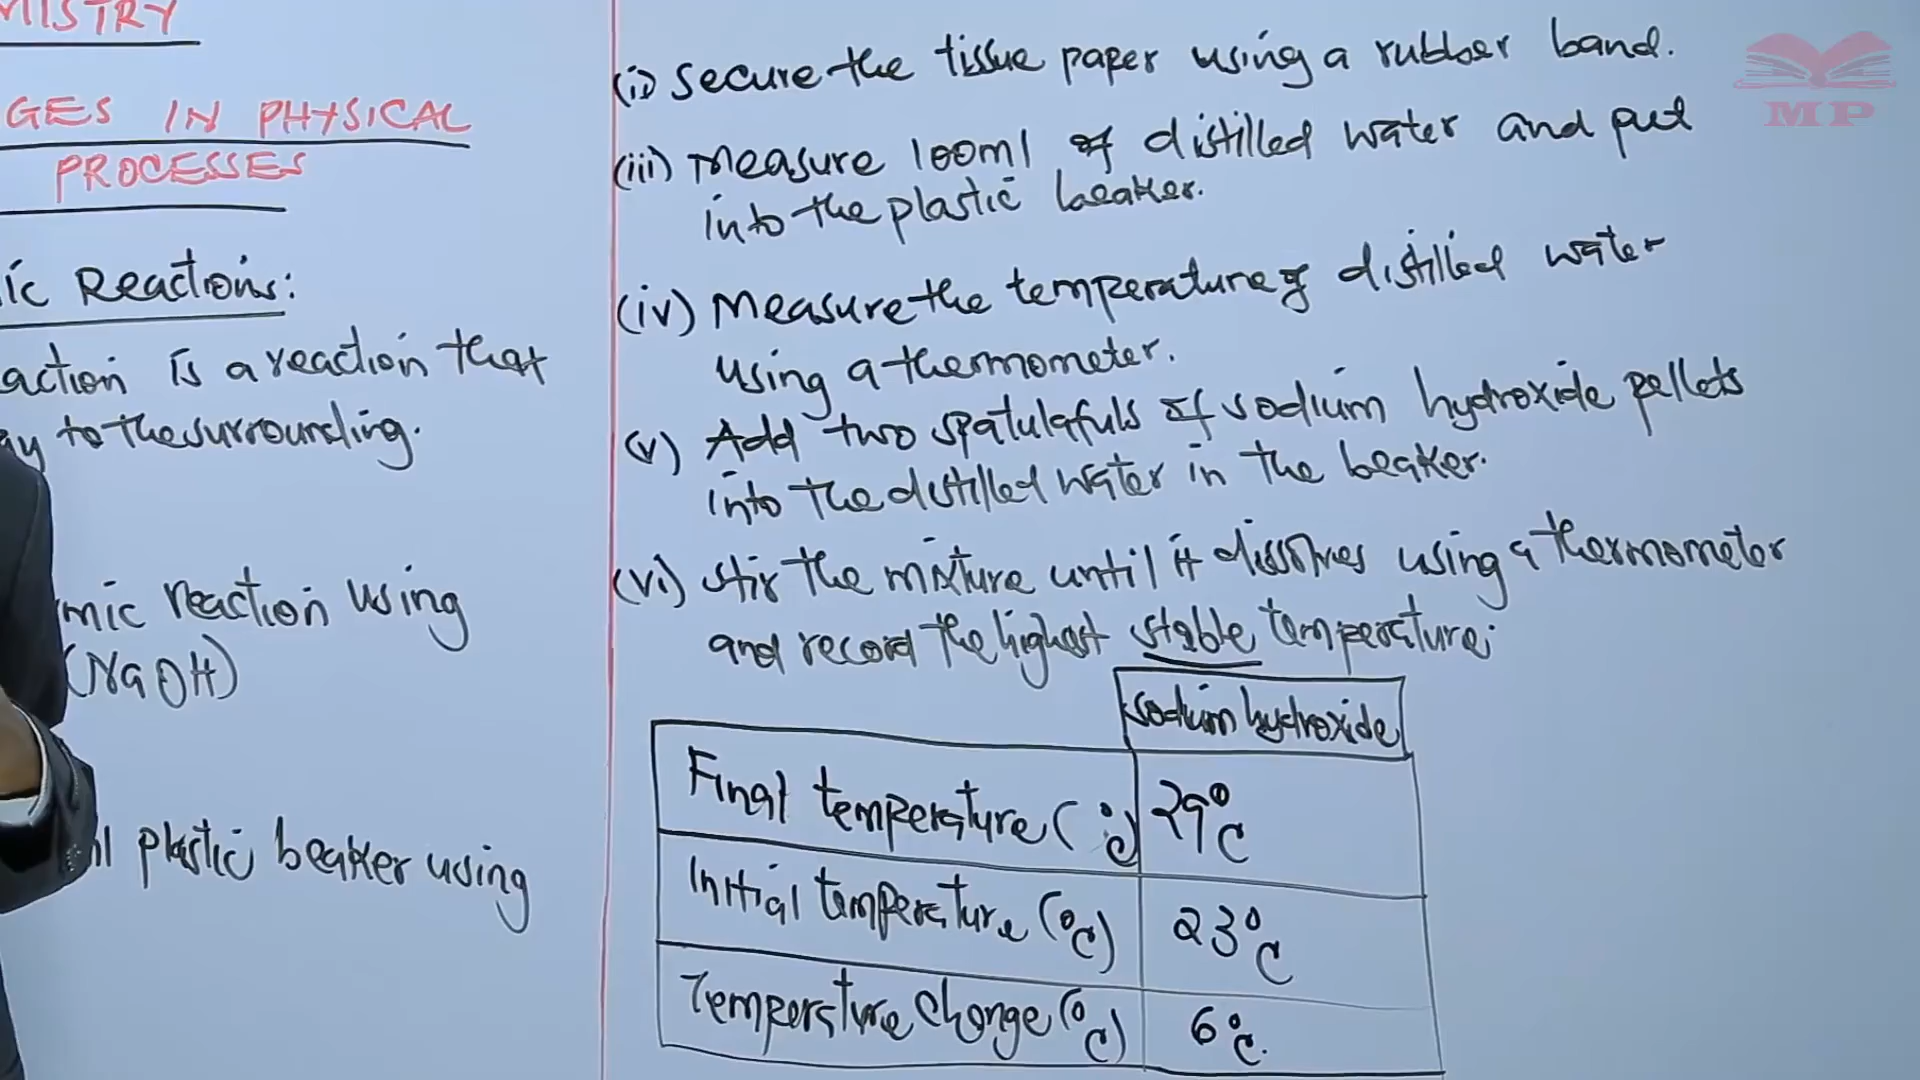 MISTRY
GES IN PHYSICAL
PROCESSES
ic Reactions:
action is a reaction that
gy to the surrounding.
mic reaction using
(NaOH)
ml plastic beaker using
(ii) Secure the tissue paper using a rubber band.
(iii) Measure 100ml of distilled water and put
into the plastic beaker.
(iv) Measure the temperature of distilled water
using a thermometer.
(v) Add two spatulafuls of sodium hydroxide pellets
into the distilled water in the beaker.
(vi) Stir the mixture until it dissolves using a thermometer
and record the highest stable temperature.
Sodium hydroxide
Final temperature (°C) 29°C
Initial temperature (°C) 23°C
Temperature change (°C) 6°C.
MP